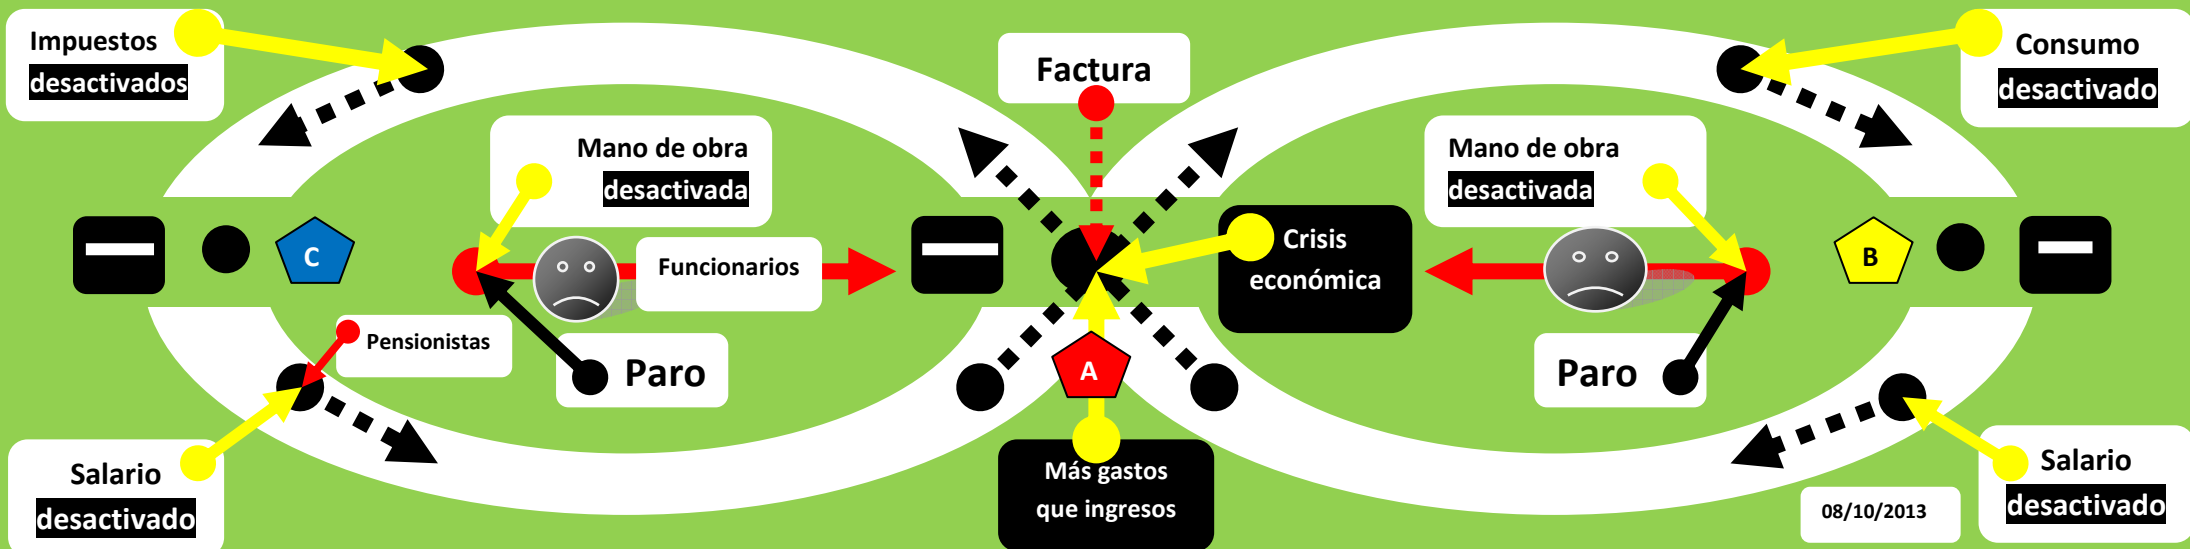 Impuestos
desactivados
Factura
Consumo
desactivado
Mano de obra
desactivada
Mano de obra
desactivada
C
Funcionarios
Crisis
económica
B
Pensionistas
Paro
A
Paro
Salario
desactivado
Más gastos
que ingresos
08/10/2013
Salario
desactivado